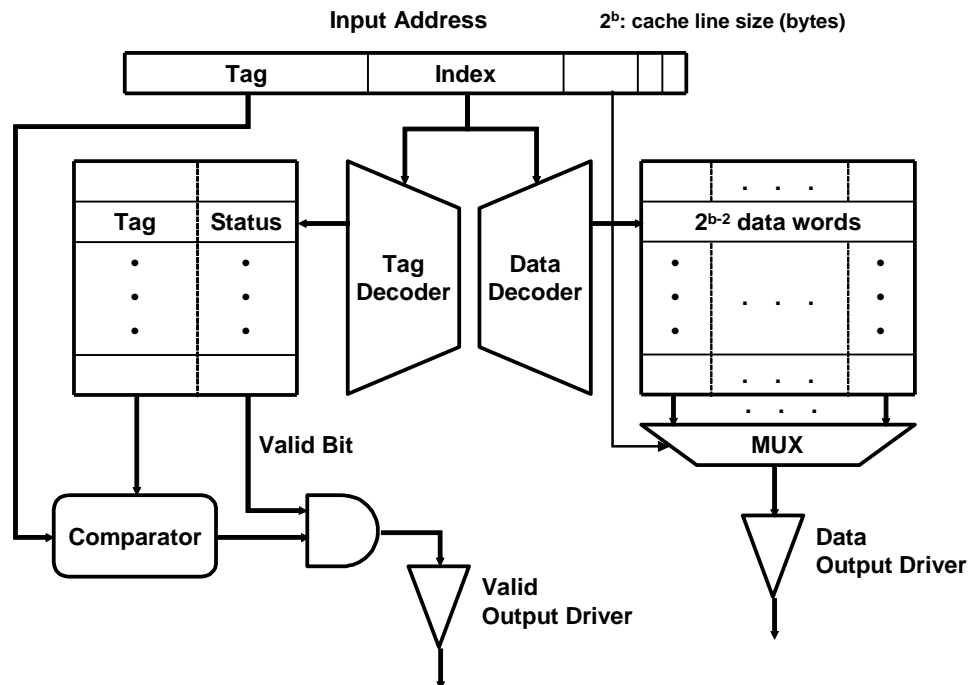 Input Address
2ᵇ: cache line size (bytes)
Tag
Index
Tag
Status
Tag
Decoder
Data
Decoder
. . .
2ᵇ⁻² data words
. . .
. . .
. . .
MUX
Valid Bit
Comparator
Valid
Output Driver
Data
Output Driver